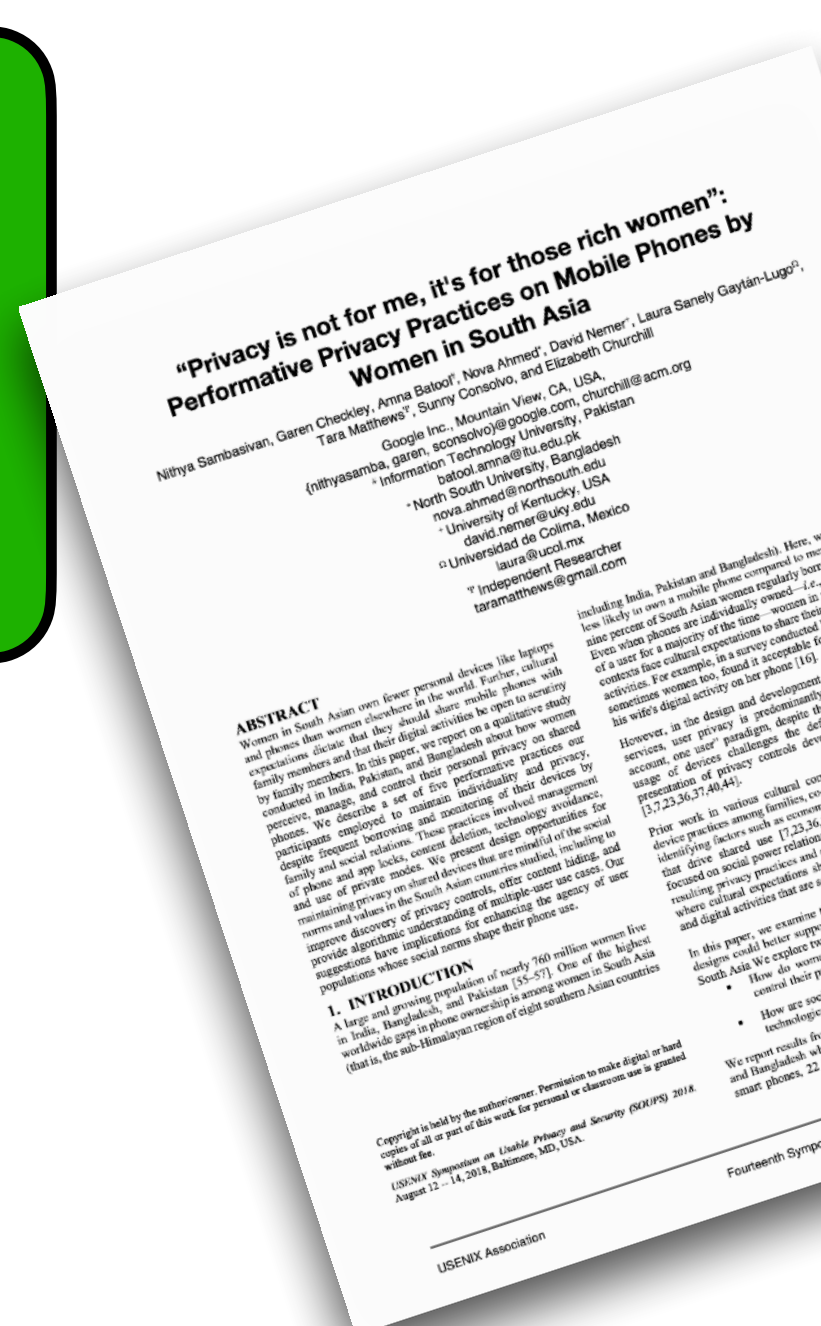 “Privacy is not for me, it's for those rich women”:
Performative Privacy Practices on Mobile Phones by
Women in South Asia
Nithya Sambasivan, Garen Checkley, Amna Batool*, Nova Ahmed*, David Nemer+, Laura Sanely Gaytán-LugoΩ,
Tara MatthewsΨ, Sunny Consolvo, and Elizabeth Churchill
Google Inc., Mountain View, CA, USA,
{nithyasamba, garen, sconsolvo}@google.com, churchill@acm.org
Information Technology University, Pakistan
batool.amna@itu.edu.pk
North South University, Bangladesh
nova.ahmed@northsouth.edu
University of Kentucky, USA
david.nemer@uky.edu
Ω Universidad de Colima, Mexico
laura@ucol.mx
Ψ Independent Researcher
taramatthews@gmail.com
ABSTRACT
Women in South Asian own fewer personal devices like laptops
and phones than women elsewhere in the world. Further, cultural
expectations dictate that they should share mobile phones with
family members and that their digital activities be open to scrutiny
by family members. In this paper, we report on a qualitative study
conducted in India, Pakistan, and Bangladesh about how women
perceive, manage, and control their personal privacy on shared
phones. We describe a set of five performative practices our
participants employed to maintain individuality and privacy,
despite frequent borrowing and monitoring of their devices by
family and social relations. These practices involved management
of phone and app locks, content deletion, technology avoidance,
and use of private modes. We present design opportunities for
maintaining privacy on shared devices that are mindful of the social
norms and values in the South Asian countries studied, including to
improve discovery of privacy controls, offer content hiding, and
provide algorithmic understanding of multiple-user use cases. Our
suggestions have implications for enhancing the agency of user
populations whose social norms shape their phone use.
1. INTRODUCTION
A large and growing population of nearly 760 million women live
in India, Bangladesh, and Pakistan [55–57]. One of the highest
worldwide gaps in phone ownership is among women in South Asia
(that is, the sub-Himalayan region of eight southern Asian countries
Copyright is held by the author/owner. Permission to make digital or hard
copies of all or part of this work for personal or classroom use is granted
without fee.
USENIX Symposium on Usable Privacy and Security (SOUPS) 2018.
August 12 -- 14, 2018, Baltimore, MD, USA.
including India, Pakistan and Bangladesh). Here, w
less likely to own a mobile phone compared to me
nine percent of South Asian women regularly borr
Even when phones are individually owned—i.e.,
of a user for a majority of the time—women in
contexts face cultural expectations to share their
activities. For example, in a survey conducted
sometimes women too, found it acceptable fo
his wife's digital activity on her phone [16].
However, in the design and development
services, user privacy is predominantly
account, one user” paradigm, despite th
usage of devices challenges the def
presentation of privacy controls deve
[3,7,23,36,37,40,44].
Prior work in various cultural co
device practices among families, co
identifying factors such as econom
that drive shared use [7,23,36,
focused on social power relation
resulting privacy practices and
where cultural expectations sh
and digital activities that are s
In this paper, we examine
designs could better suppo
South Asia We explore tw
• How do wom
control their p
• How are soc
technologie
We report results fr
and Bangladesh wh
smart phones, 22
USENIX Association
Fourteenth Sympo